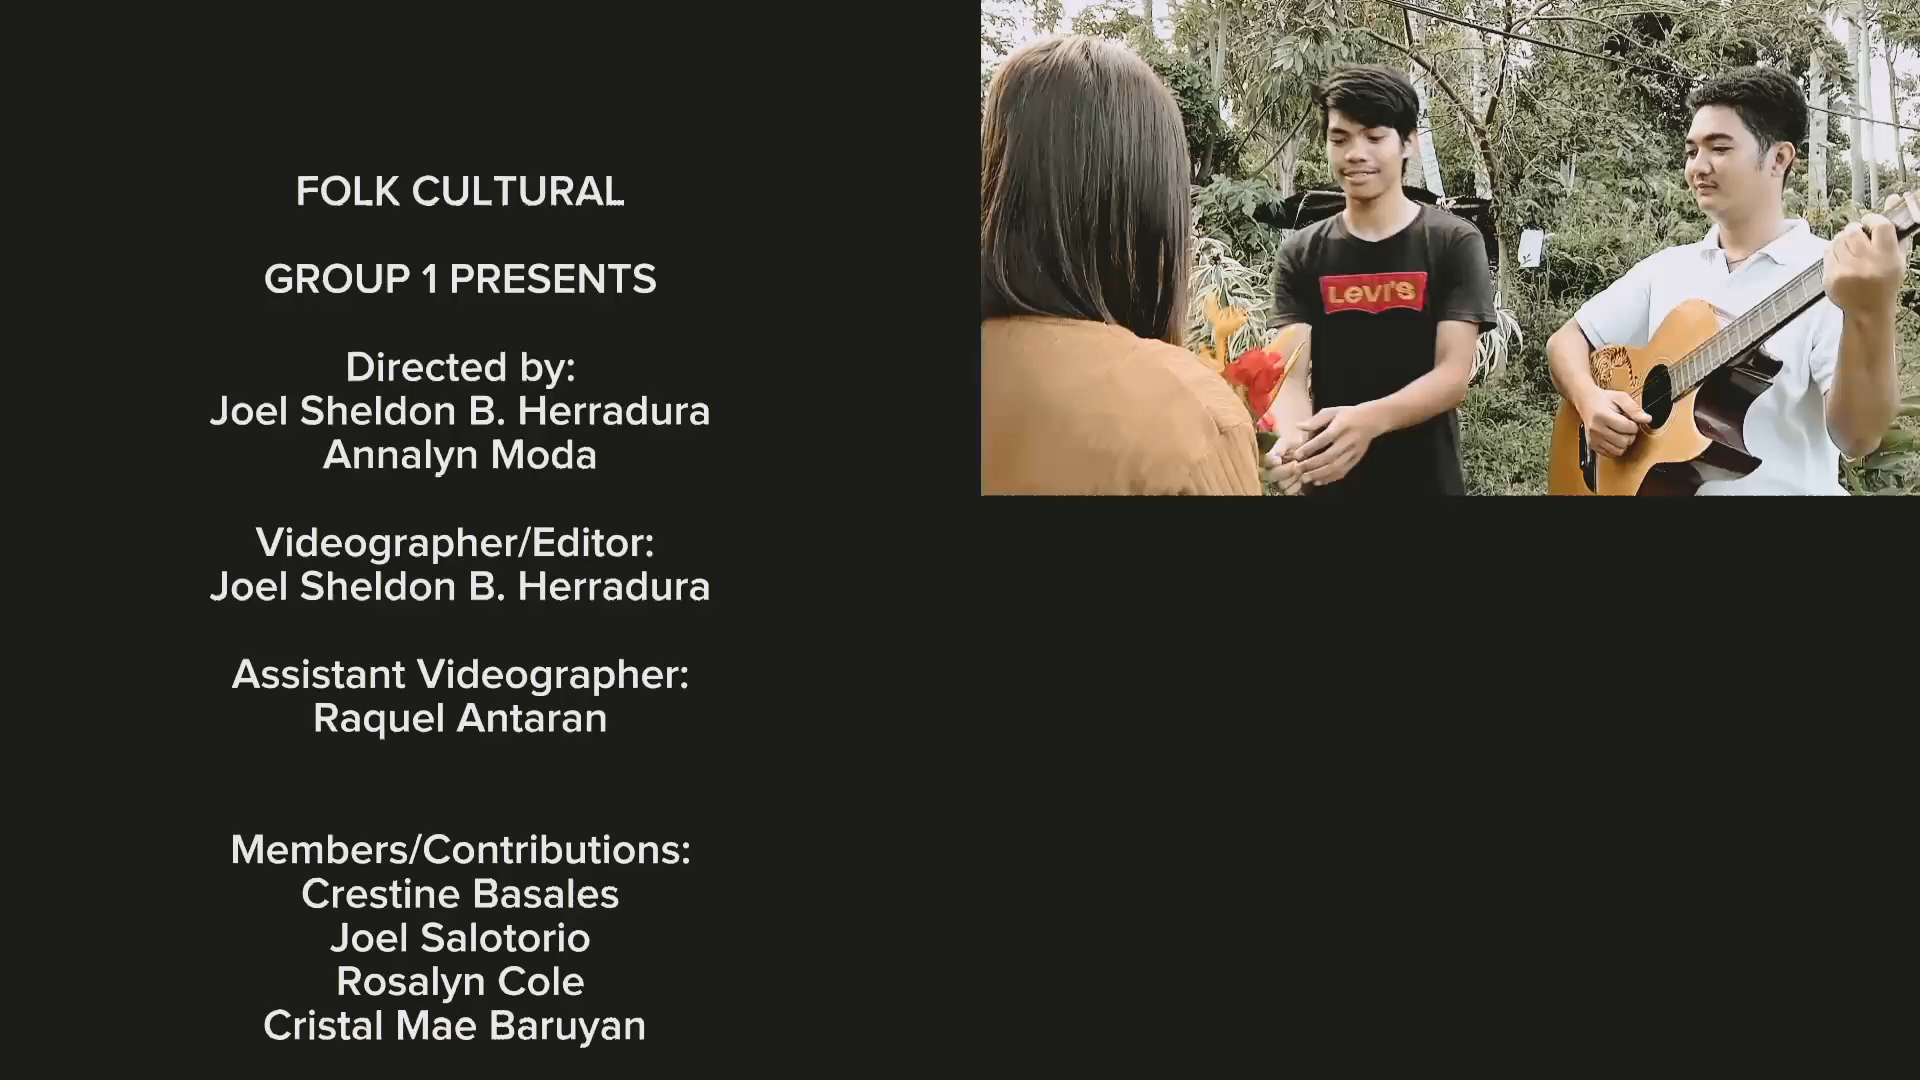 FOLK CULTURAL
GROUP 1 PRESENTS
Directed by:
Joel Sheldon B. Herradura
Annalyn Moda
Videographer/Editor:
Joel Sheldon B. Herradura
Assistant Videographer:
Raquel Antaran
Members/Contributions:
Crestine Basales
Joel Salotorio
Rosalyn Cole
Cristal Mae Baruyan
Levi's